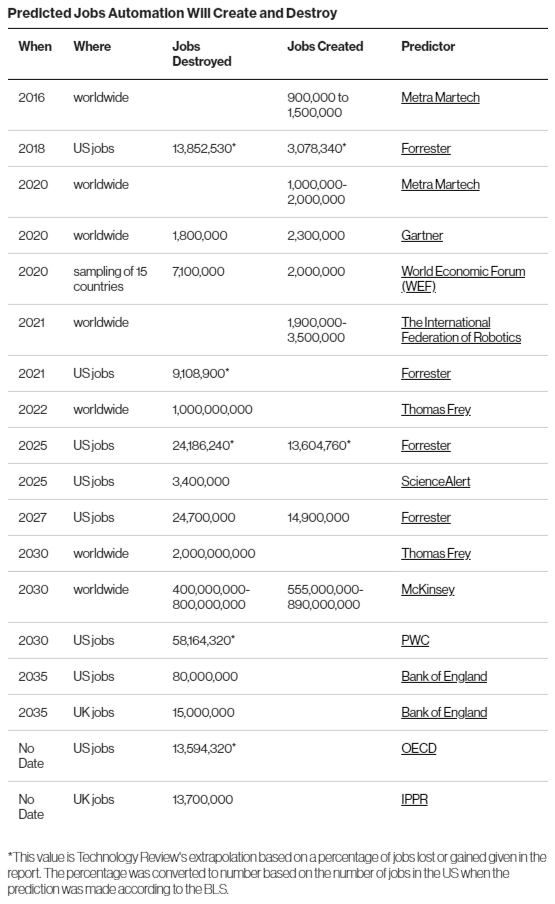 Predicted Jobs Automation Will Create and Destroy
When Where Jobs Destroyed Jobs Created Predictor
2016 worldwide 900,000 to 1,500,000 Metra Martech
2018 US jobs 13,852,530* 3,078,340* Forrester
2020 worldwide 1,000,000-2,000,000 Metra Martech
2020 worldwide 1,800,000 2,300,000 Gartner
2020 sampling of 15 countries 7,100,000 2,000,000 World Economic Forum (WEF)
2021 worldwide 1,900,000-3,500,000 The International Federation of Robotics
2021 US jobs 9,108,900* Forrester
2022 worldwide 1,000,000,000 Thomas Frey
2025 US jobs 24,186,240* 13,604,760* Forrester
2025 US jobs 3,400,000 ScienceAlert
2027 US jobs 24,700,000 14,900,000 Forrester
2030 worldwide 2,000,000,000 Thomas Frey
2030 worldwide 400,000,000-800,000,000 555,000,000-890,000,000 McKinsey
2030 US jobs 58,164,320* PWC
2035 US jobs 80,000,000 Bank of England
2035 UK jobs 15,000,000 Bank of England
No Date US jobs 13,594,320* OECD
No Date UK jobs 13,700,000 IPPR
*This value is Technology Review's extrapolation based on a percentage of jobs lost or gained given in the
report. The percentage was converted to number based on the number of jobs in the US when the
prediction was made according to the BLS.